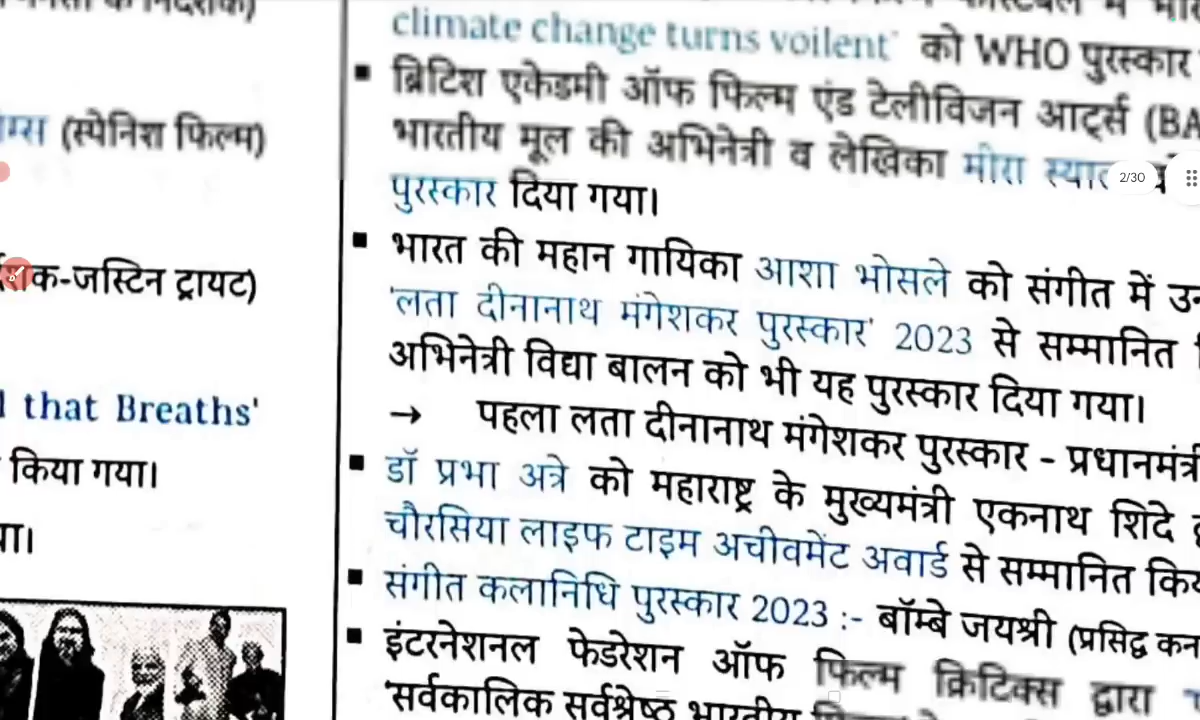 (स्पेनिश फिल्म)
जस्टिन ट्रायट)
that Breaths'
किया गया।
climate change turns voilent' को WHO पुरस्कार
▪ ब्रिटिश एकेडमी ऑफ फिल्म एंड टेलीविजन आर्ट्स (BA
भारतीय मूल की अभिनेत्री व लेखिका मीरा
पुरस्कार दिया गया।
▪ भारत की महान गायिका आशा भोसले को संगीत में
'लता दीनानाथ मंगेशकर पुरस्कार' 2023 से सम्मानित
अभिनेत्री विद्या बालन को भी यह पुरस्कार दिया गया।
→ पहला लता दीनानाथ मंगेशकर पुरस्कार - प्रधानमंत्री
▪ डॉ प्रभा अत्रे को महाराष्ट्र के मुख्यमंत्री एकनाथ शिदे
चौरसिया लाइफ टाइम अचीवमेंट अवार्ड से सम्मानित
▪ संगीत कलानिधि पुरस्कार 2023 :- बॉम्बे जयश्री (प्रसिद्ध
▪ इंटरनेशनल फेडरेशन ऑफ फिल्म क्रिटिक्स द्वारा
'सर्वकालिक सर्वश्रेष्ठ भारतीय
2/30